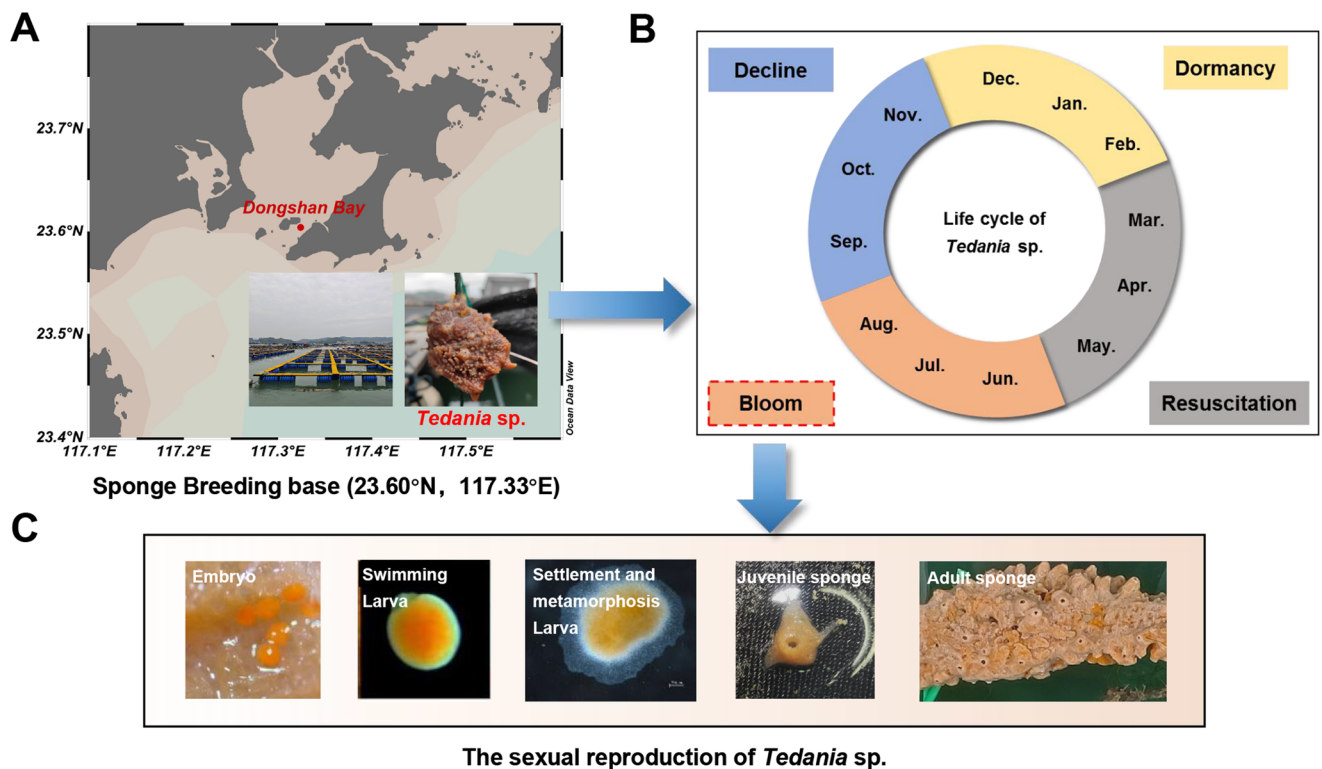 A
23.7°N
23.6°N
23.5°N
23.4°N
117.1°E
117.2°E
117.3°E
117.4°E
117.5°E
Dongshan Bay
Tedania sp.
Ocean Data View
Sponge Breeding base (23.60°N，117.33°E)
B
Decline
Dormancy
Bloom
Resuscitation
Dec.
Jan.
Feb.
Mar.
Apr.
May.
Jun.
Jul.
Aug.
Sep.
Oct.
Nov.
Life cycle of
Tedania sp.
C
Embryo
Swimming
Larva
Settlement and
metamorphosis
Larva
Juvenile sponge
Adult sponge
The sexual reproduction of Tedania sp.